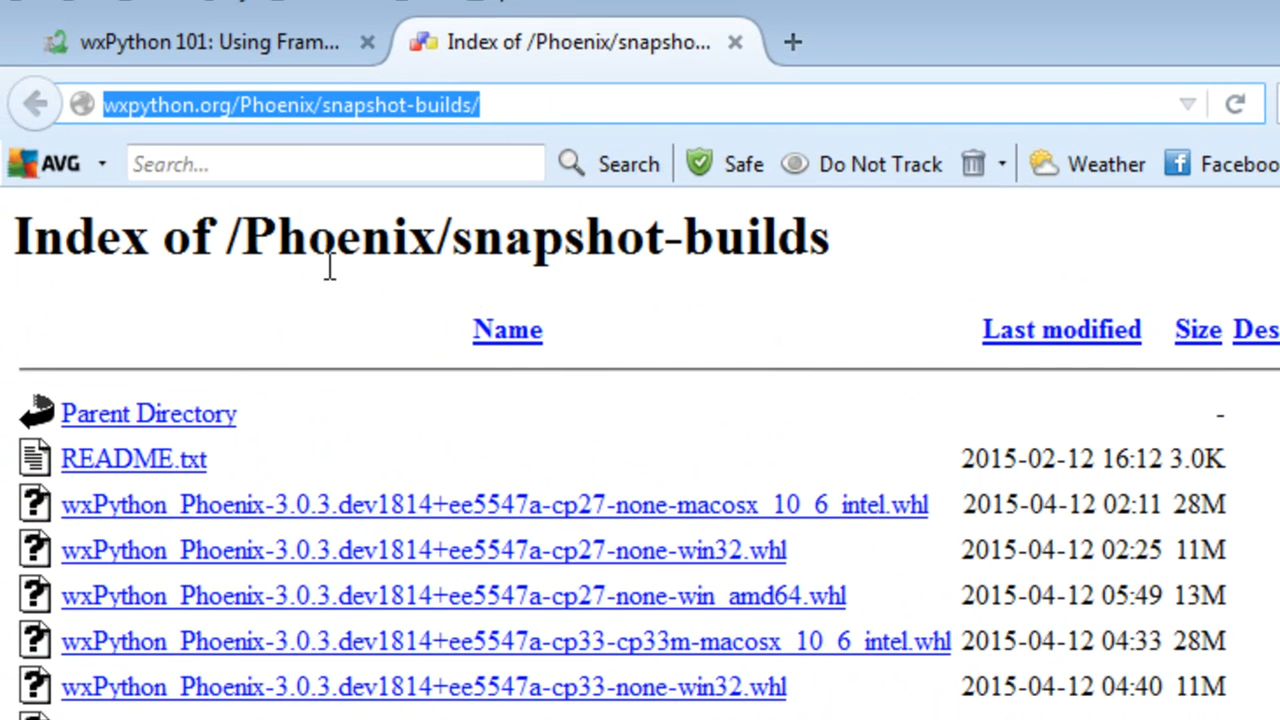 wxPython 101: Using Fram... Index of /Phoenix/snapsho...
wxpython.org/Phoenix/snapshot-builds/
AVG Search... Search Safe Do Not Track Weather Faceboo
Index of /Phoenix/snapshot-builds
Name Last modified Size Des
Parent Directory -
README.txt 2015-02-12 16:12 3.0K
wxPython_Phoenix-3.0.3.dev1814+ee5547a-cp27-none-macosx_10_6_intel.whl 2015-04-12 02:11 28M
wxPython_Phoenix-3.0.3.dev1814+ee5547a-cp27-none-win32.whl 2015-04-12 02:25 11M
wxPython_Phoenix-3.0.3.dev1814+ee5547a-cp27-none-win_amd64.whl 2015-04-12 05:49 13M
wxPython_Phoenix-3.0.3.dev1814+ee5547a-cp33-cp33m-macosx_10_6_intel.whl 2015-04-12 04:33 28M
wxPython_Phoenix-3.0.3.dev1814+ee5547a-cp33-none-win32.whl 2015-04-12 04:40 11M